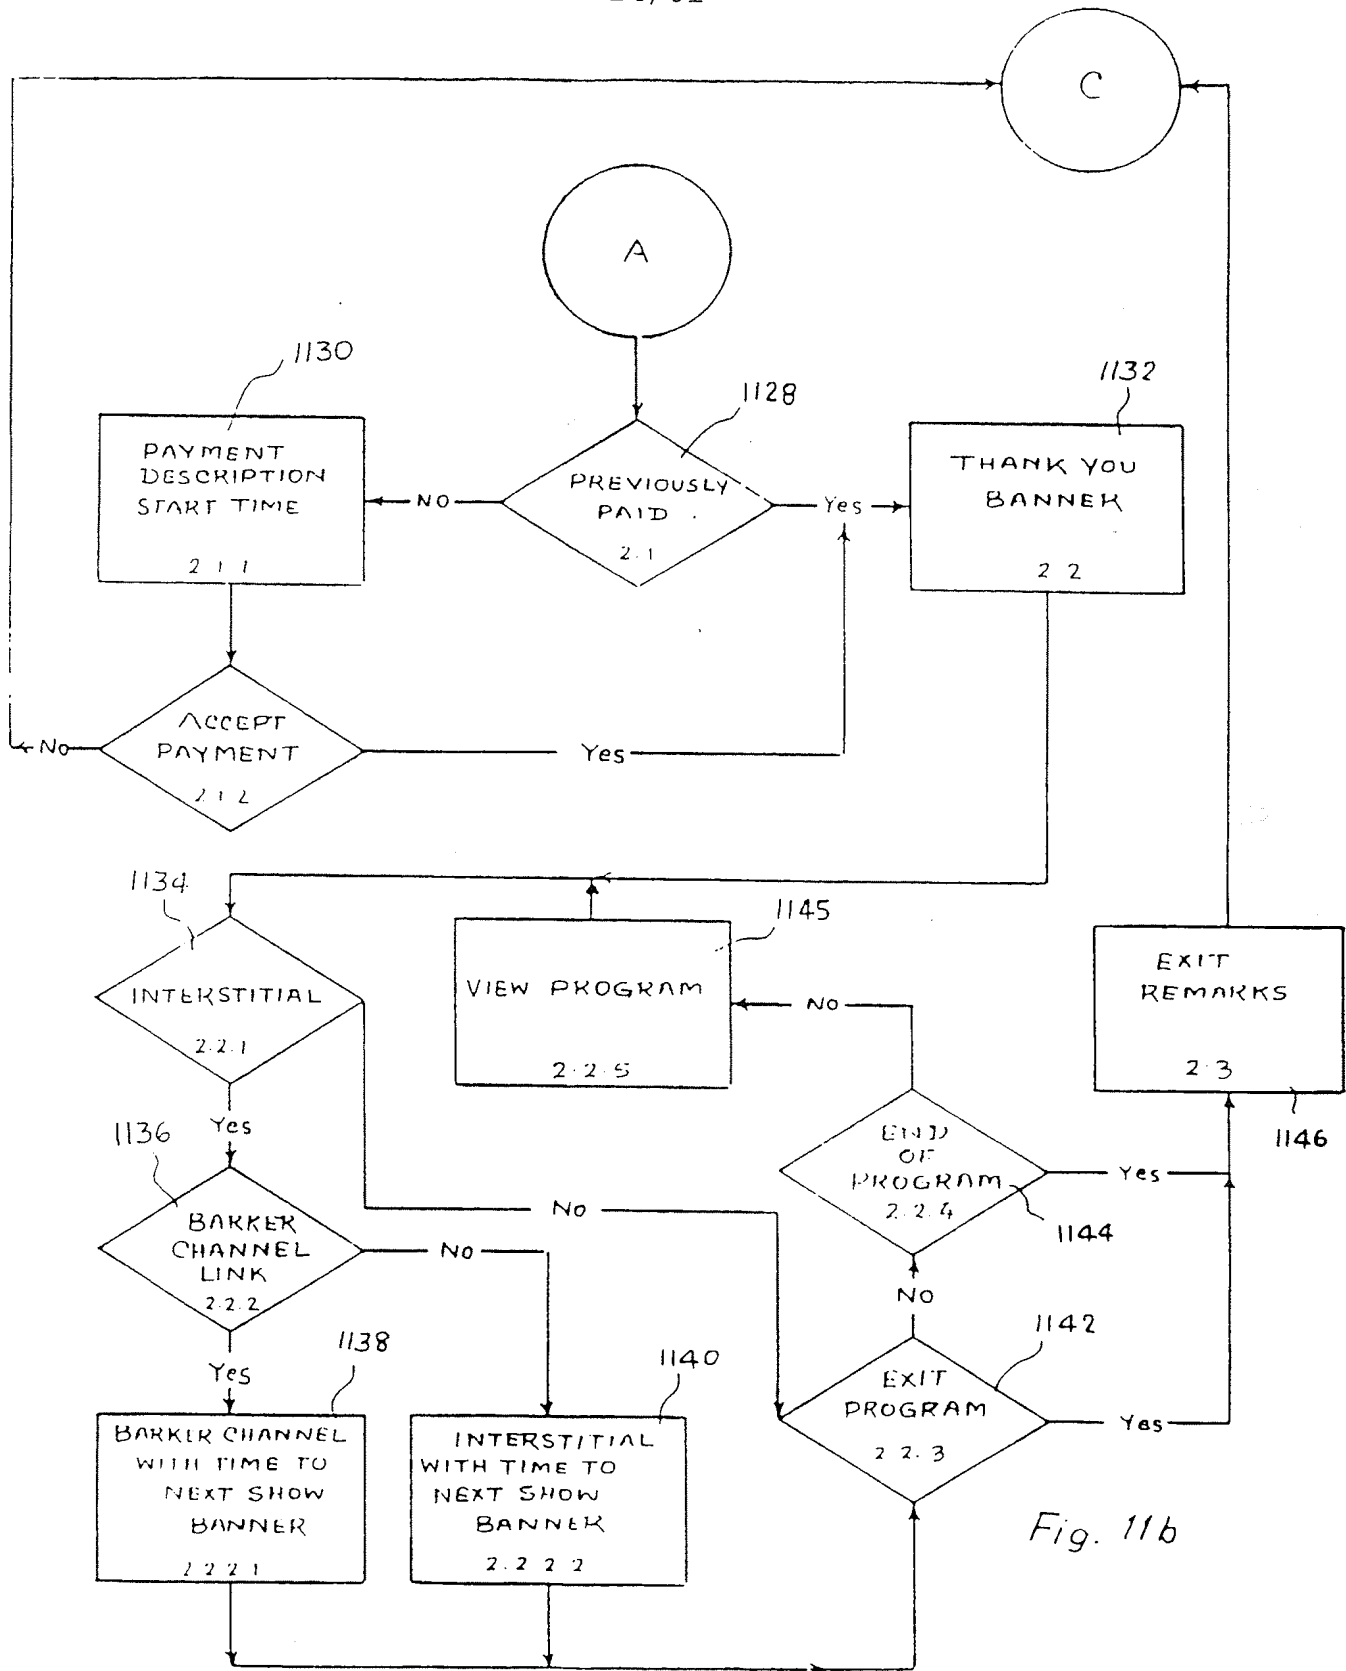 C
A
1130
1128
1132
PAYMENT
DESCRIPTION
START TIME
2 1 1
NO
PREVIOUSLY
PAID
2.1
Yes
THANK YOU
BANNER
2 2
ACCEPT
PAYMENT
2 1 2
No
Yes
1134
INTERSTITIAL
2.2.1
1145
VIEW PROGRAM
2.2.5
NO
EXIT
REMARKS
2.3
1146
Yes
1136
BARKER
CHANNEL
LINK
2.2.2
No
No
END
OF
PROGRAM
2.2.4
Yes
1144
No
Yes
1138
BARKER CHANNEL
WITH TIME TO
NEXT SHOW
BANNER
2 2 2 1
1140
INTERSTITIAL
WITH TIME TO
NEXT SHOW
BANNER
2.2 2 2
1142
EXIT
PROGRAM
2 2.3
Yes
Fig. 11b